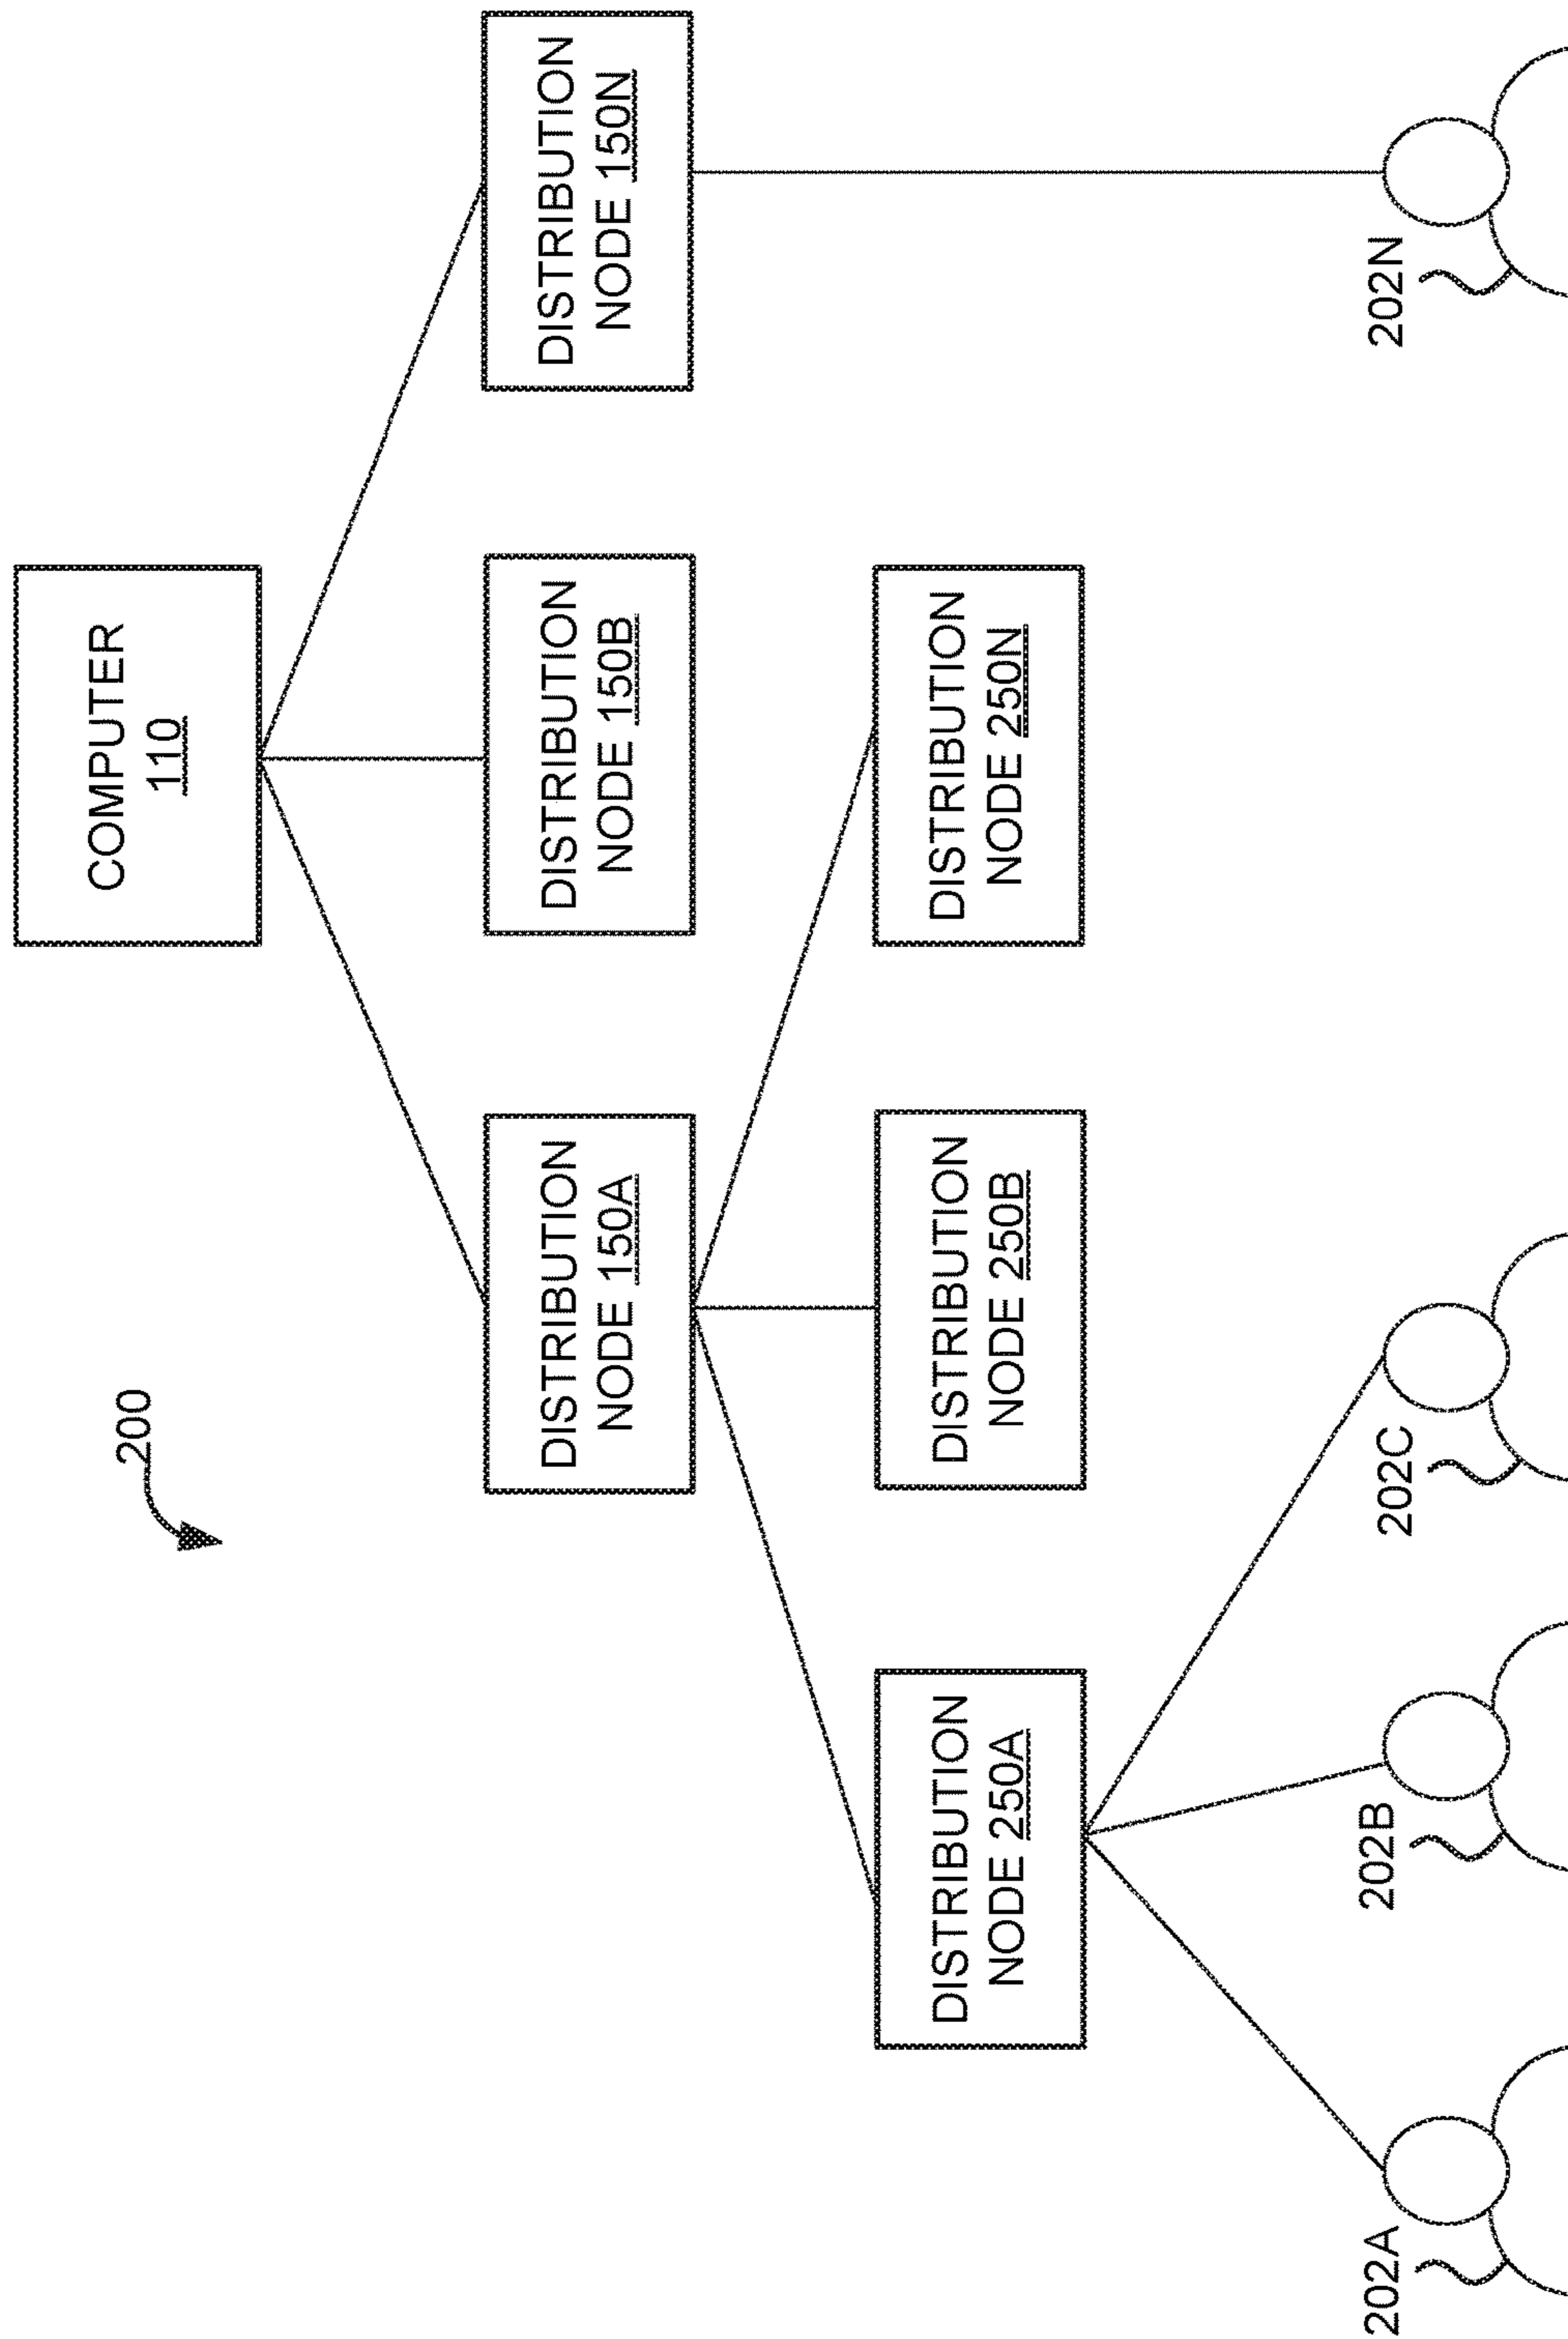 200
COMPUTER
110
DISTRIBUTION
NODE 150A
DISTRIBUTION
NODE 150B
DISTRIBUTION
NODE 150N
DISTRIBUTION
NODE 250A
DISTRIBUTION
NODE 250B
DISTRIBUTION
NODE 250N
202A
202B
202C
202N